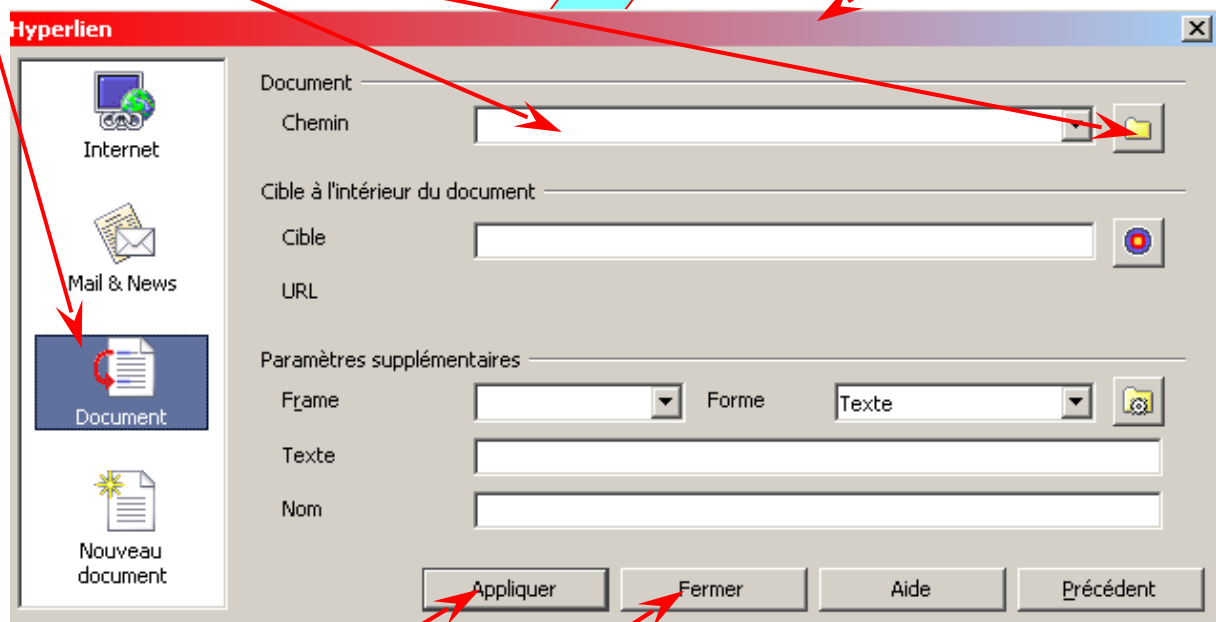 Hyperlien
Internet
Mail & News
Document
Nouveau
document
Document
Chemin
Cible à l'intérieur du document
Cible
URL
Paramètres supplémentaires
Frame
Forme
Texte
Texte
Nom
Appliquer
Fermer
Aide
Précédent